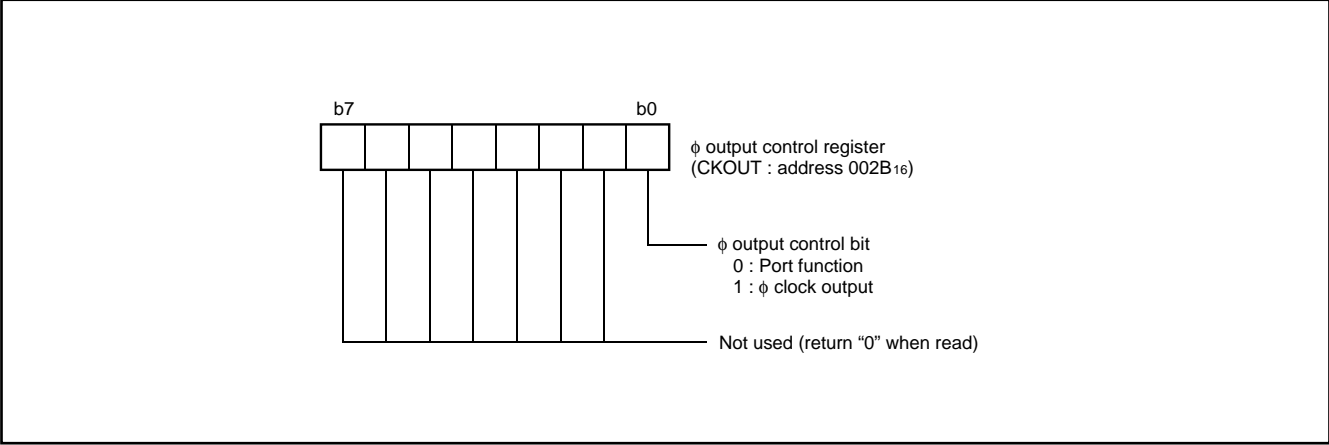 b7 b0
ϕ output control register
(CKOUT : address 002B16)
ϕ output control bit
0 : Port function
1 : ϕ clock output
Not used (return “0” when read)